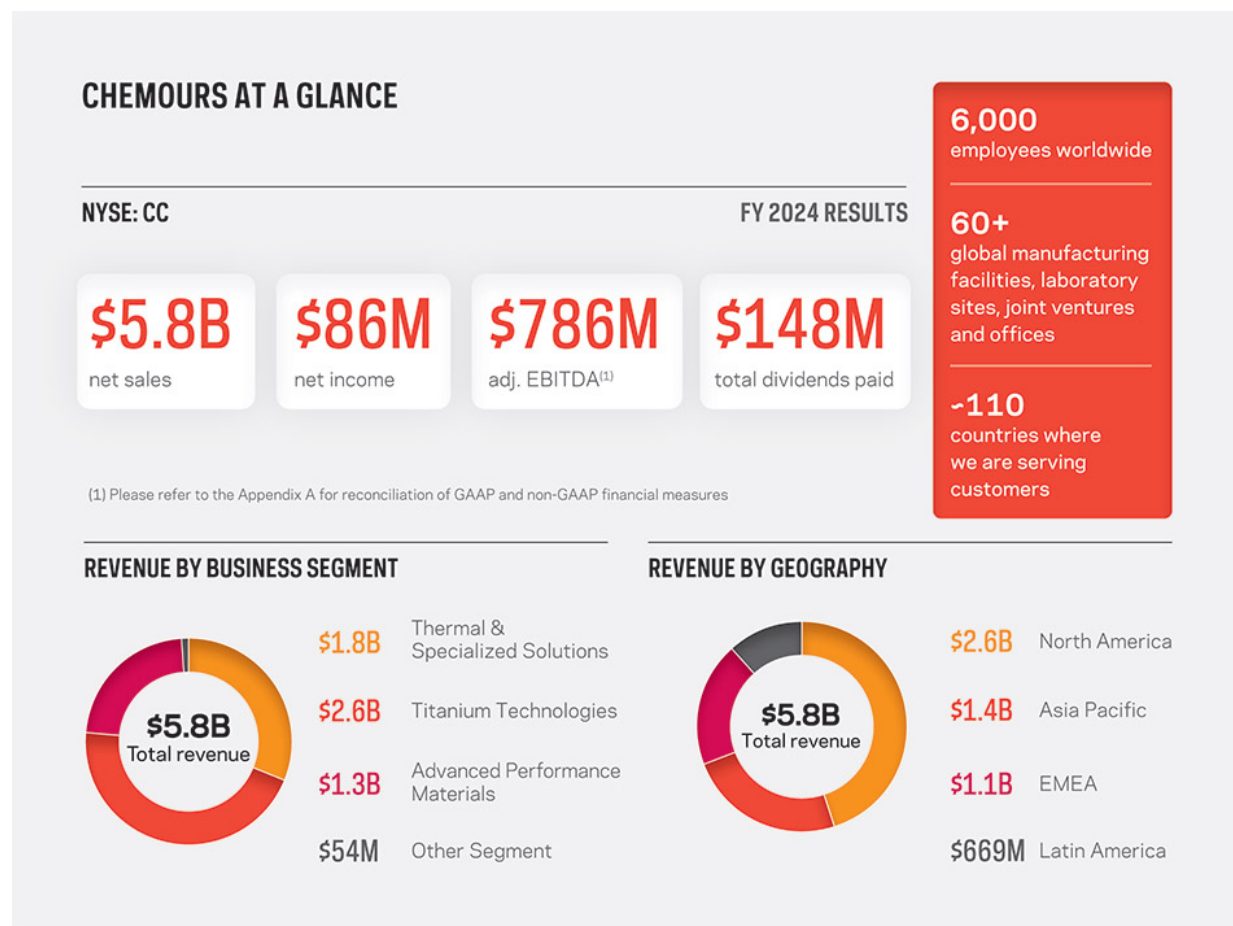 CHEMOURS AT A GLANCE
NYSE: CC
FY 2024 RESULTS
$5.8B
net sales
$86M
net income
$786M
adj. EBITDA(1)
$148M
total dividends paid
(1) Please refer to the Appendix A for reconciliation of GAAP and non-GAAP financial measures
6,000
employees worldwide
60+
global manufacturing
facilities, laboratory
sites, joint ventures
and offices
~110
countries where
we are serving
customers
REVENUE BY BUSINESS SEGMENT
$5.8B
Total revenue
$1.8B
Thermal &
Specialized Solutions
$2.6B Titanium Technologies
$1.3B
Advanced Performance
Materials
$54M Other Segment
REVENUE BY GEOGRAPHY
$5.8B
Total revenue
$2.6B North America
$1.4B Asia Pacific
$1.1B EMEA
$669M Latin America